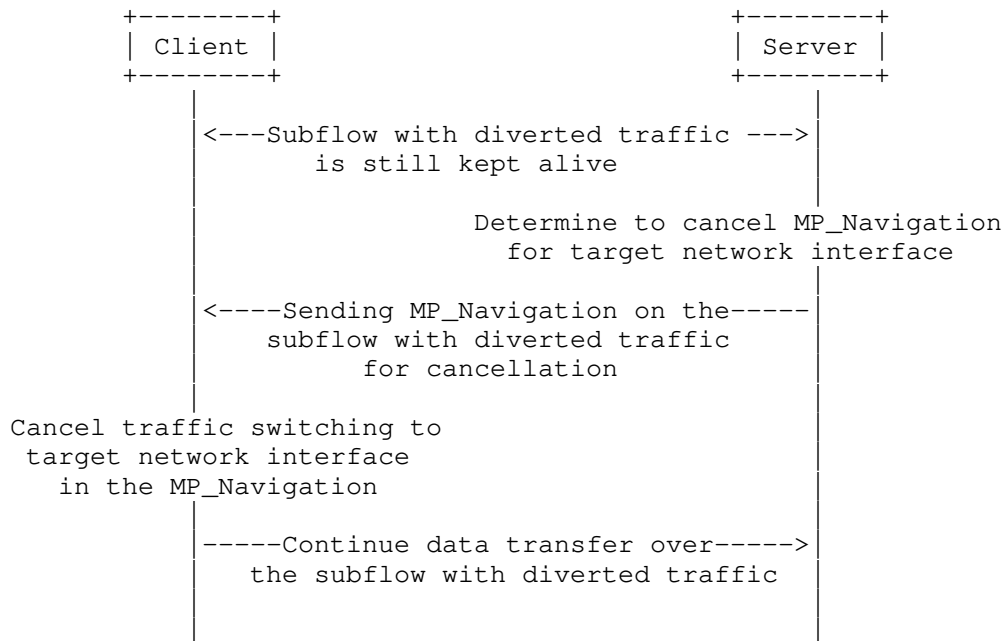 +--------+ +--------+
| Client | | Server |
+--------+ +--------+
<---Subflow with diverted traffic --->
is still kept alive
Determine to cancel MP_Navigation
for target network interface
<----Sending MP_Navigation on the-----
subflow with diverted traffic
for cancellation
Cancel traffic switching to
target network interface
in the MP_Navigation
-----Continue data transfer over----->
the subflow with diverted traffic